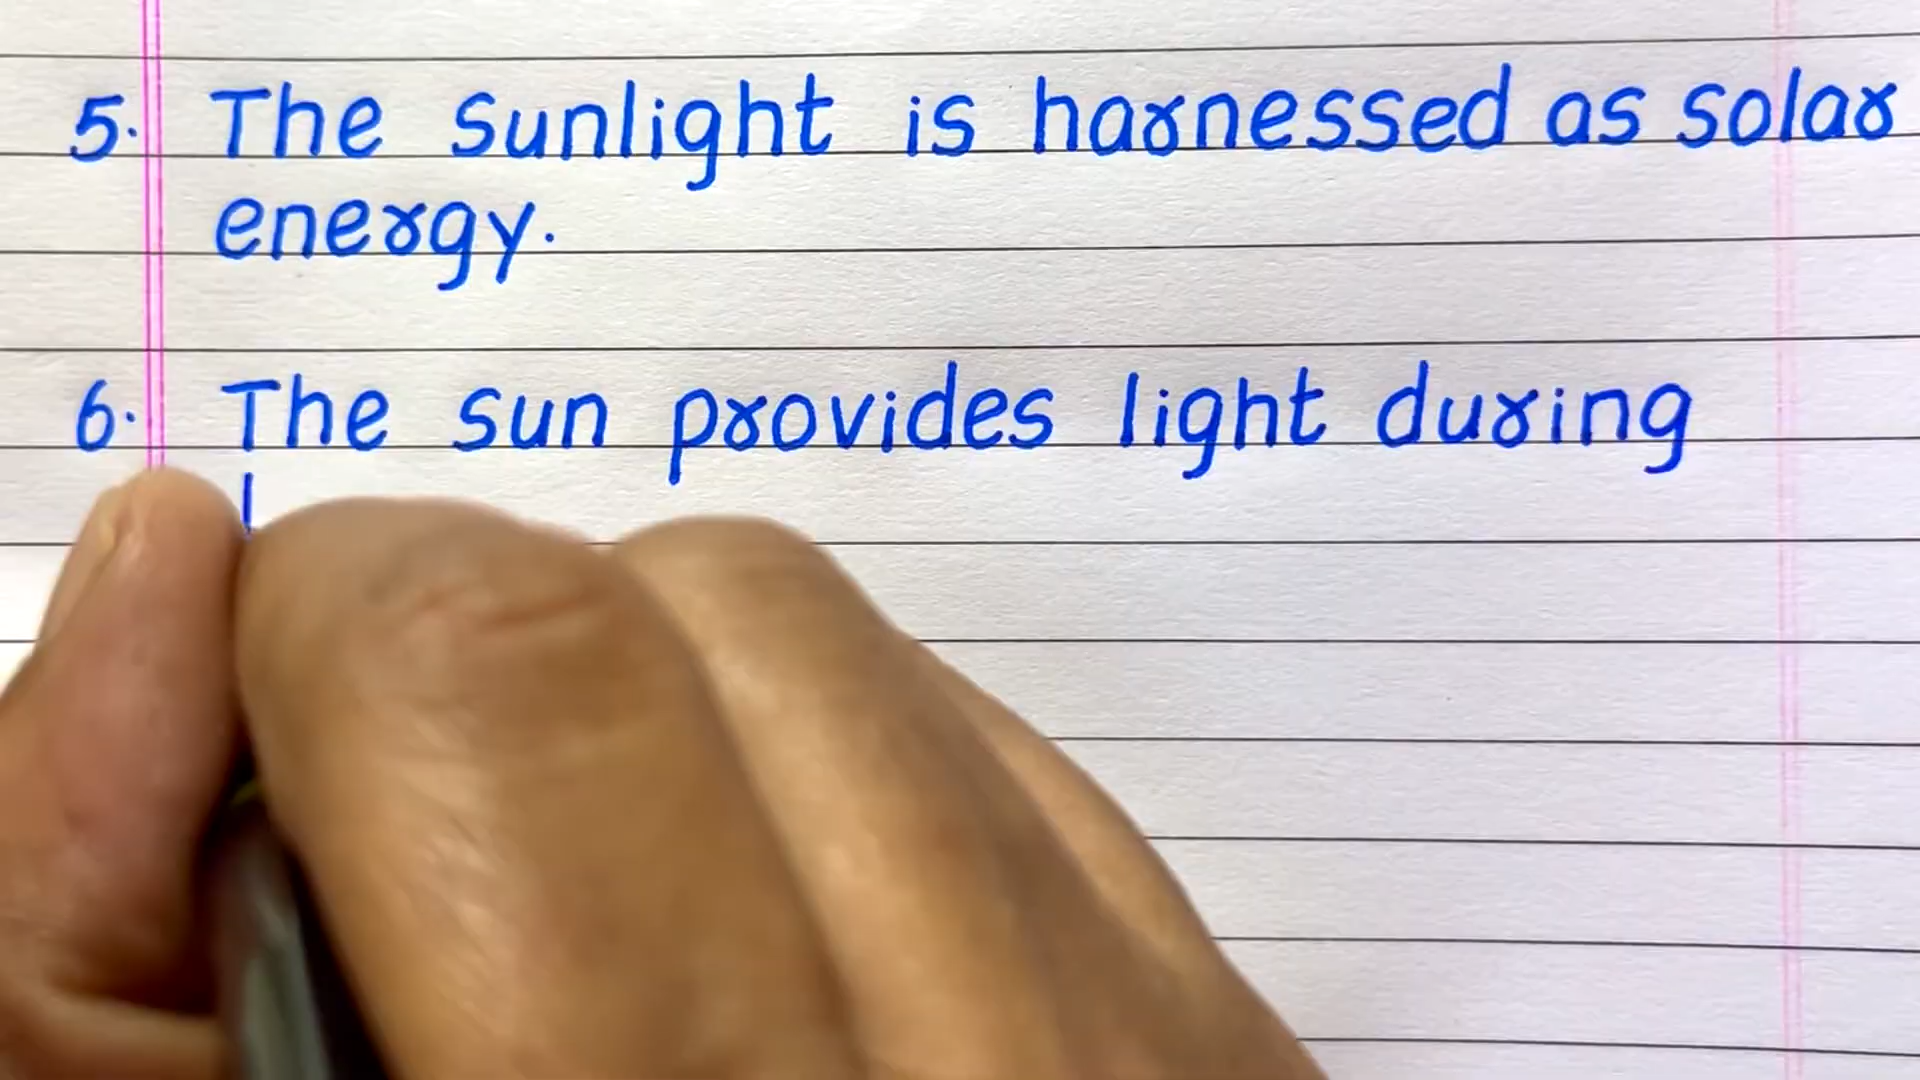 5. The sunlight is harnessed as solar
energy.
6. The sun provides light during